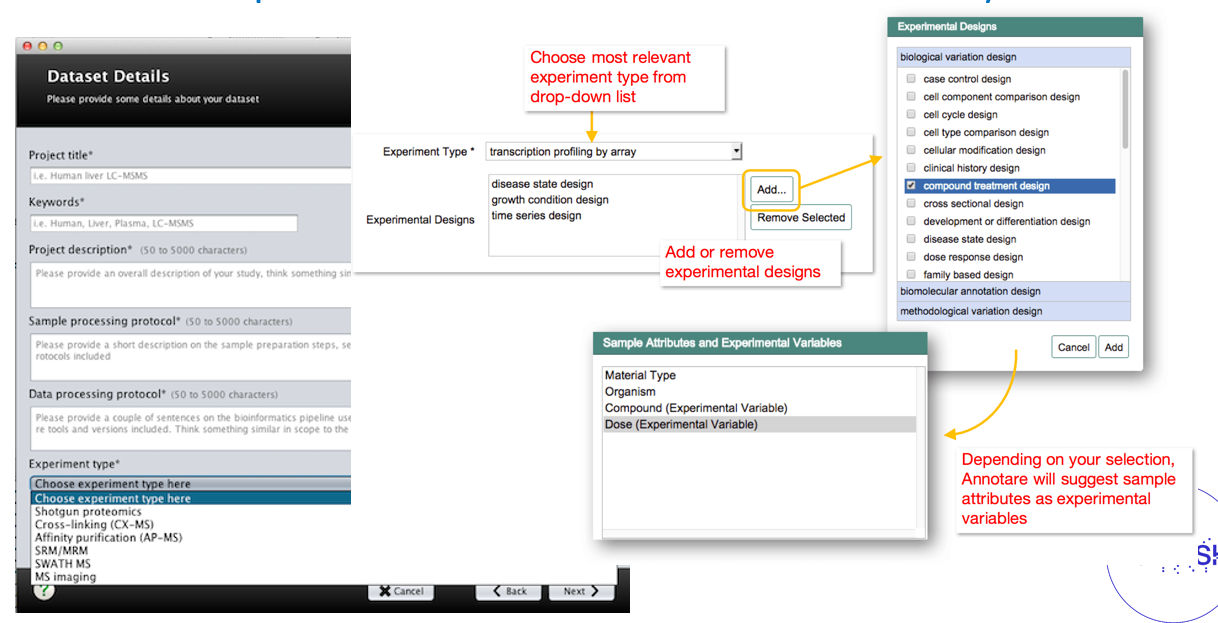 Dataset Details
Please provide some details about your dataset
Project title*
i.e. Human liver LC-MSMS
Keywords*
i.e. Human, Liver, Plasma, LC-MSMS
Project description* (50 to 5000 characters)
Please provide an overall description of your study, think something sim
Sample processing protocol* (50 to 5000 characters)
Please provide a short description on the sample preparation steps, se
rotocols included
Data processing protocol* (50 to 5000 characters)
Please provide a couple of sentences on the bioinformatics pipeline use
re tools and versions included. Think something similar in scope to the
Experiment type*
Choose experiment type here
Choose experiment type here
Shotgun proteomics
Cross-linking (CX-MS)
Affinity purification (AP-MS)
SRM/MRM
SWATH MS
MS imaging
?
Cancel
Back
Next
Choose most relevant
experiment type from
drop-down list
Experiment Type *
transcription profiling by array
Experimental Designs
disease state design
growth condition design
time series design
Add...
Remove Selected
Add or remove
experimental designs
Experimental Designs
biological variation design
case control design
cell component comparison design
cell cycle design
cell type comparison design
cellular modification design
clinical history design
compound treatment design
cross sectional design
development or differentiation design
disease state design
dose response design
family based design
biomolecular annotation design
methodological variation design
Cancel
Add
Sample Attributes and Experimental Variables
Material Type
Organism
Compound (Experimental Variable)
Dose (Experimental Variable)
Depending on your selection,
Annotare will suggest sample
attributes as experimental
variables